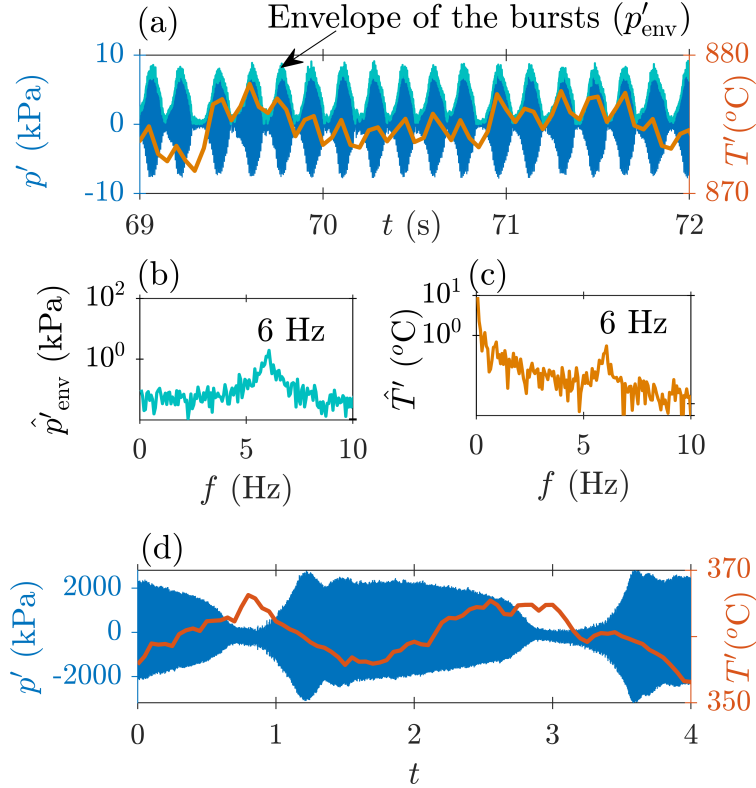 (a) Envelope of the bursts (p′env)
10 880
0
-10 870
p′ (kPa)
T′(°C)
69 70 71 72
t (s)
(b)
10² 
10⁰
6 Hz
p̂′env (kPa)
0 5 10
f (Hz)
(c)
10¹
10⁰
6 Hz
T̂′ (°C)
0 5 10
f (Hz)
(d)
2000 370
0
-2000
350
p′ (kPa)
T′(°C)
0 1 2 3 4
t